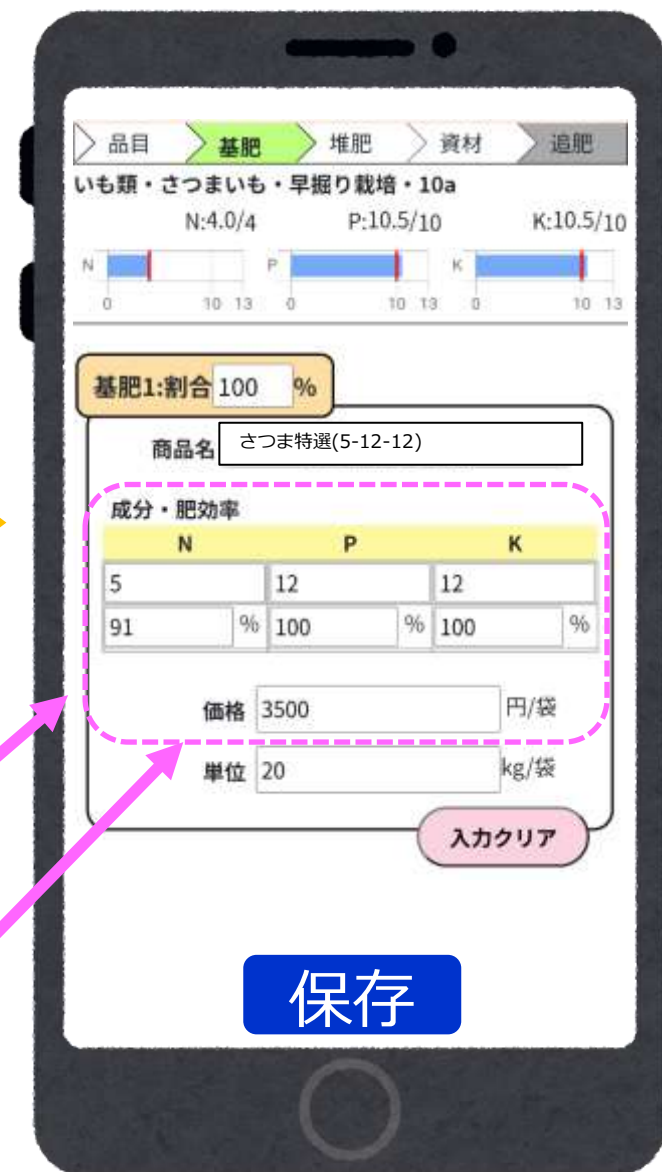 品目 基肥 堆肥 資材 追肥
いも類・さつまいも・早掘り栽培・10a
N:4.0/4 P:10.5/10 K:10.5/10
N P K
0 10 13 0 10 13 0 10 13
基肥1:割合 100 %
商品名 さつま特選(5-12-12)
成分・肥効率
N P K
5 12 12
91 % 100 % 100 %
価格 3500 円/袋
単位 20 kg/袋
入力クリア
保存